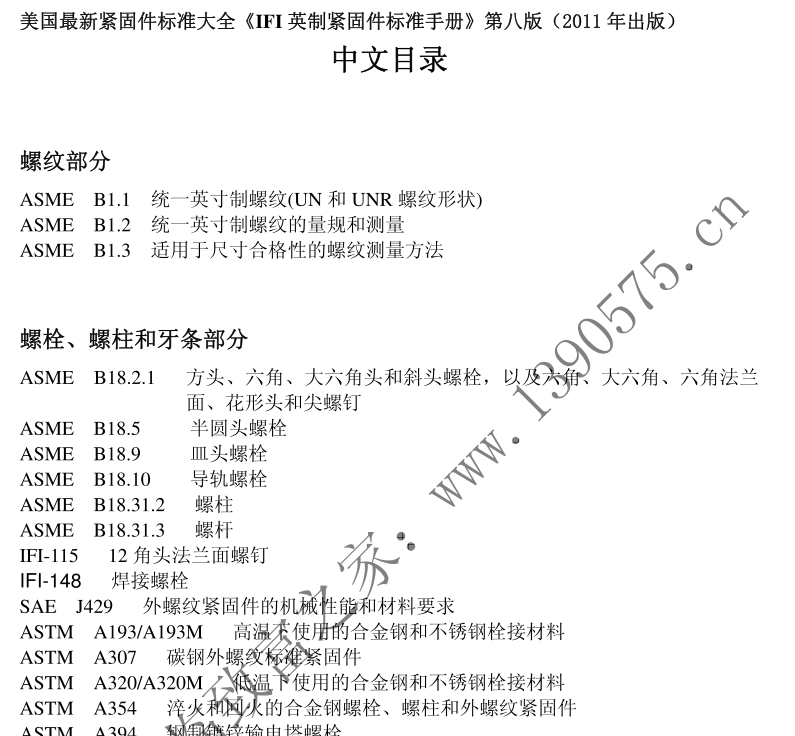 美国最新紧固件标准大全《IFI 英制紧固件标准手册》第八版（2011 年出版）
中文目录
螺纹部分
ASME B1.1 统一英寸制螺纹(UN 和 UNR 螺纹形状)
ASME B1.2 统一英寸制螺纹的量规和测量
ASME B1.3 适用于尺寸合格性的螺纹测量方法
螺栓、螺柱和牙条部分
ASME B18.2.1 方头、六角、大六角头和斜头螺栓，以及六角、大六角、六角法兰
面、花形头和尖螺钉
ASME B18.5 半圆头螺栓
ASME B18.9 皿头螺栓
ASME B18.10 导轨螺栓
ASME B18.31.2 螺柱
ASME B18.31.3 螺杆
IFI-115 12 角头法兰面螺钉
IFI-148 焊接螺栓
SAE J429 外螺纹紧固件的机械性能和材料要求
ASTM A193/A193M 高温下使用的合金钢和不锈钢栓接材料
ASTM A307 碳钢外螺纹标准紧固件
ASTM A320/A320M 低温下使用的合金钢和不锈钢栓接材料
ASTM A354 淬火和回火的合金钢螺栓、螺柱和外螺纹紧固件
ASTM A394 钢制镀锌输电塔螺栓
致富之家：www.1390575.cn